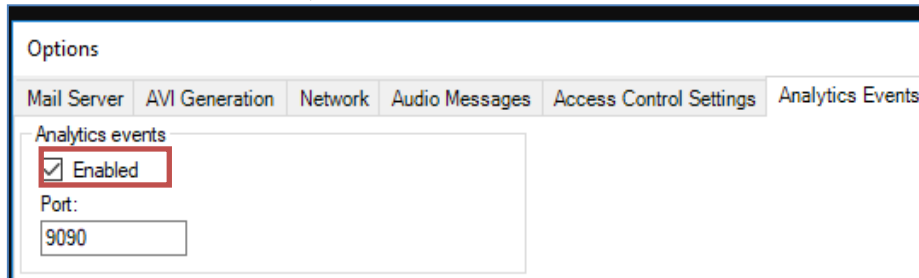 Options
Mail Server AVI Generation Network Audio Messages Access Control Settings Analytics Events
Analytics events
Enabled
Port:
9090